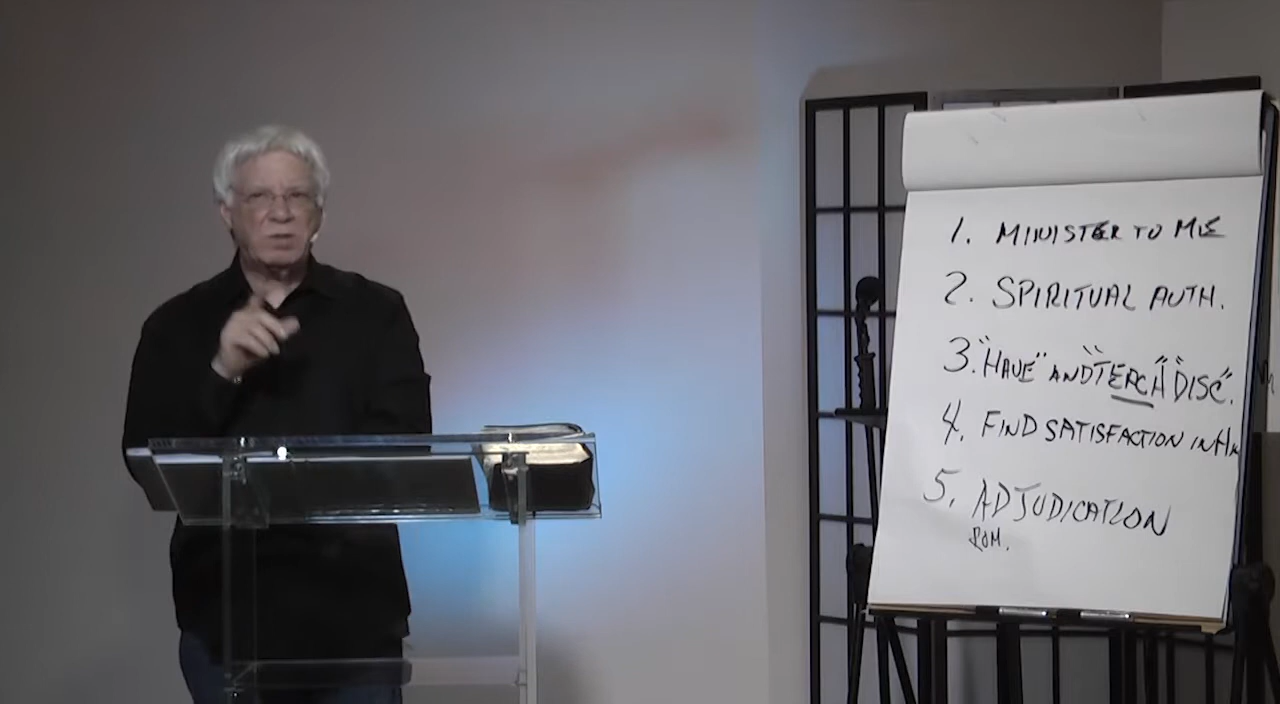 1. MINISTER TO ME
2. SPIRITUAL AUTH.
3. "HAVE" AND "TEACH" "DISC".
4. FIND SATISFACTION IN HIM
5. ADJUDICATION
ROM.